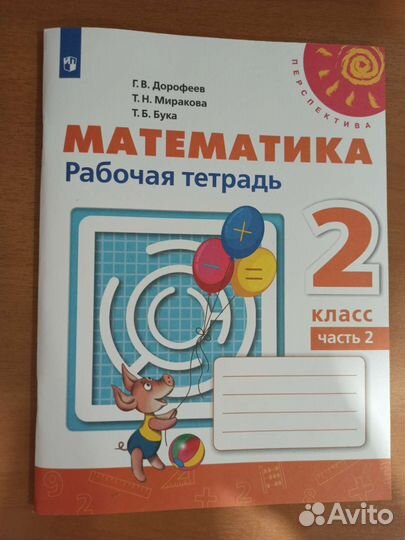 ПЕРСПЕКТИВА
Г. В. Дорофеев
Т. Н. Миракова
Т. Б. Бука
МАТЕМАТИКА
Рабочая тетрадь
2
класс
часть 2
+
−
=
Avito